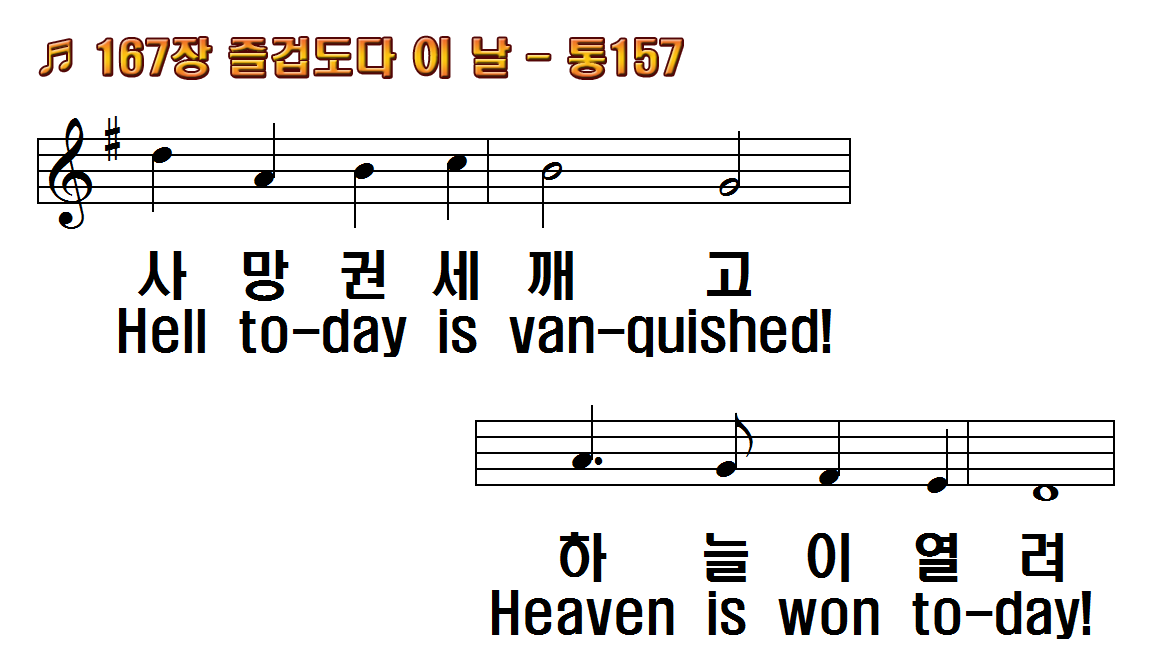 167장 즐겁도다 이 날 - 통157
사 망 권 세 깨 고
Hell to-day is van-quished!
하 늘 이 열 려
Heaven is won to-day!